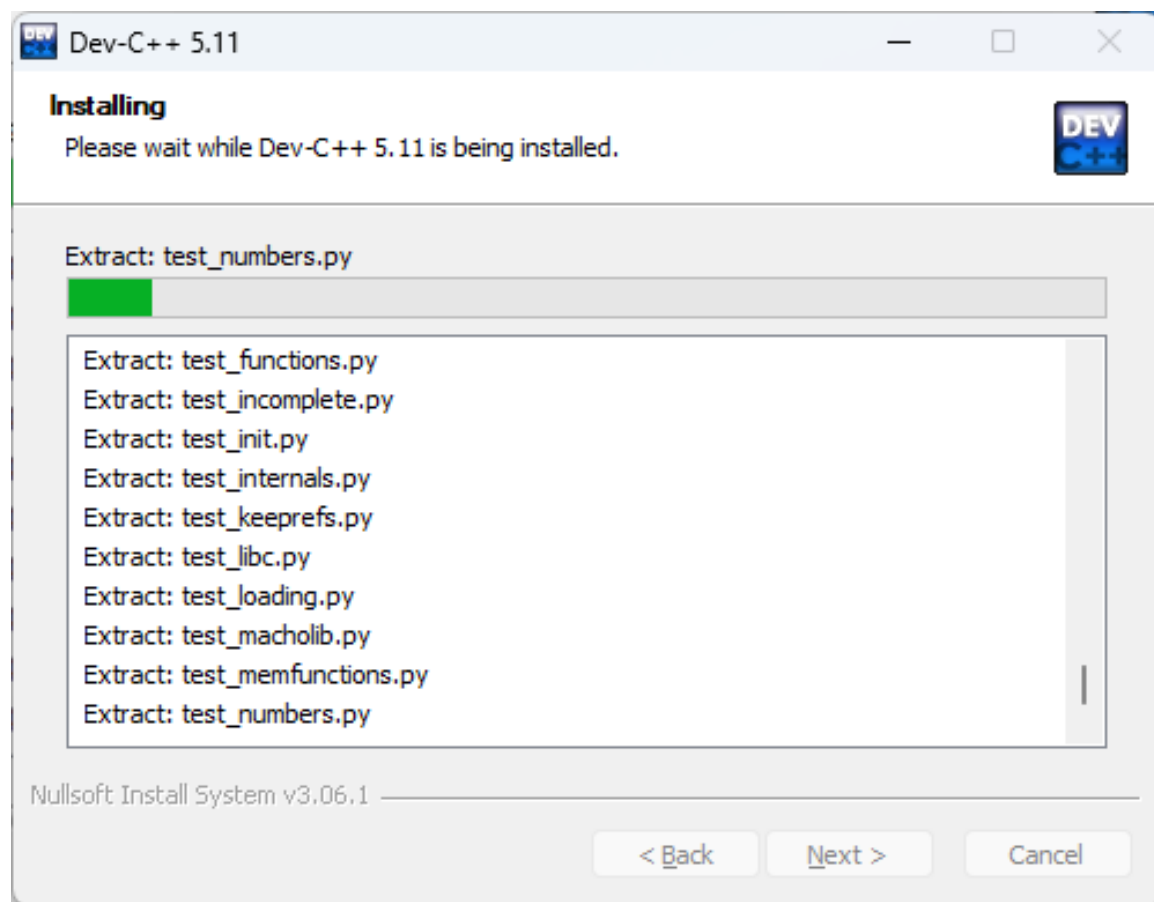 DEV
C++
Dev-C++ 5.11
Installing
Please wait while Dev-C++ 5.11 is being installed.
DEV
C++
Extract: test_numbers.py
Extract: test_functions.py
Extract: test_incomplete.py
Extract: test_init.py
Extract: test_internals.py
Extract: test_keeprefs.py
Extract: test_libc.py
Extract: test_loading.py
Extract: test_macholib.py
Extract: test_memfunctions.py
Extract: test_numbers.py
Nullsoft Install System v3.06.1
< Back
Next >
Cancel